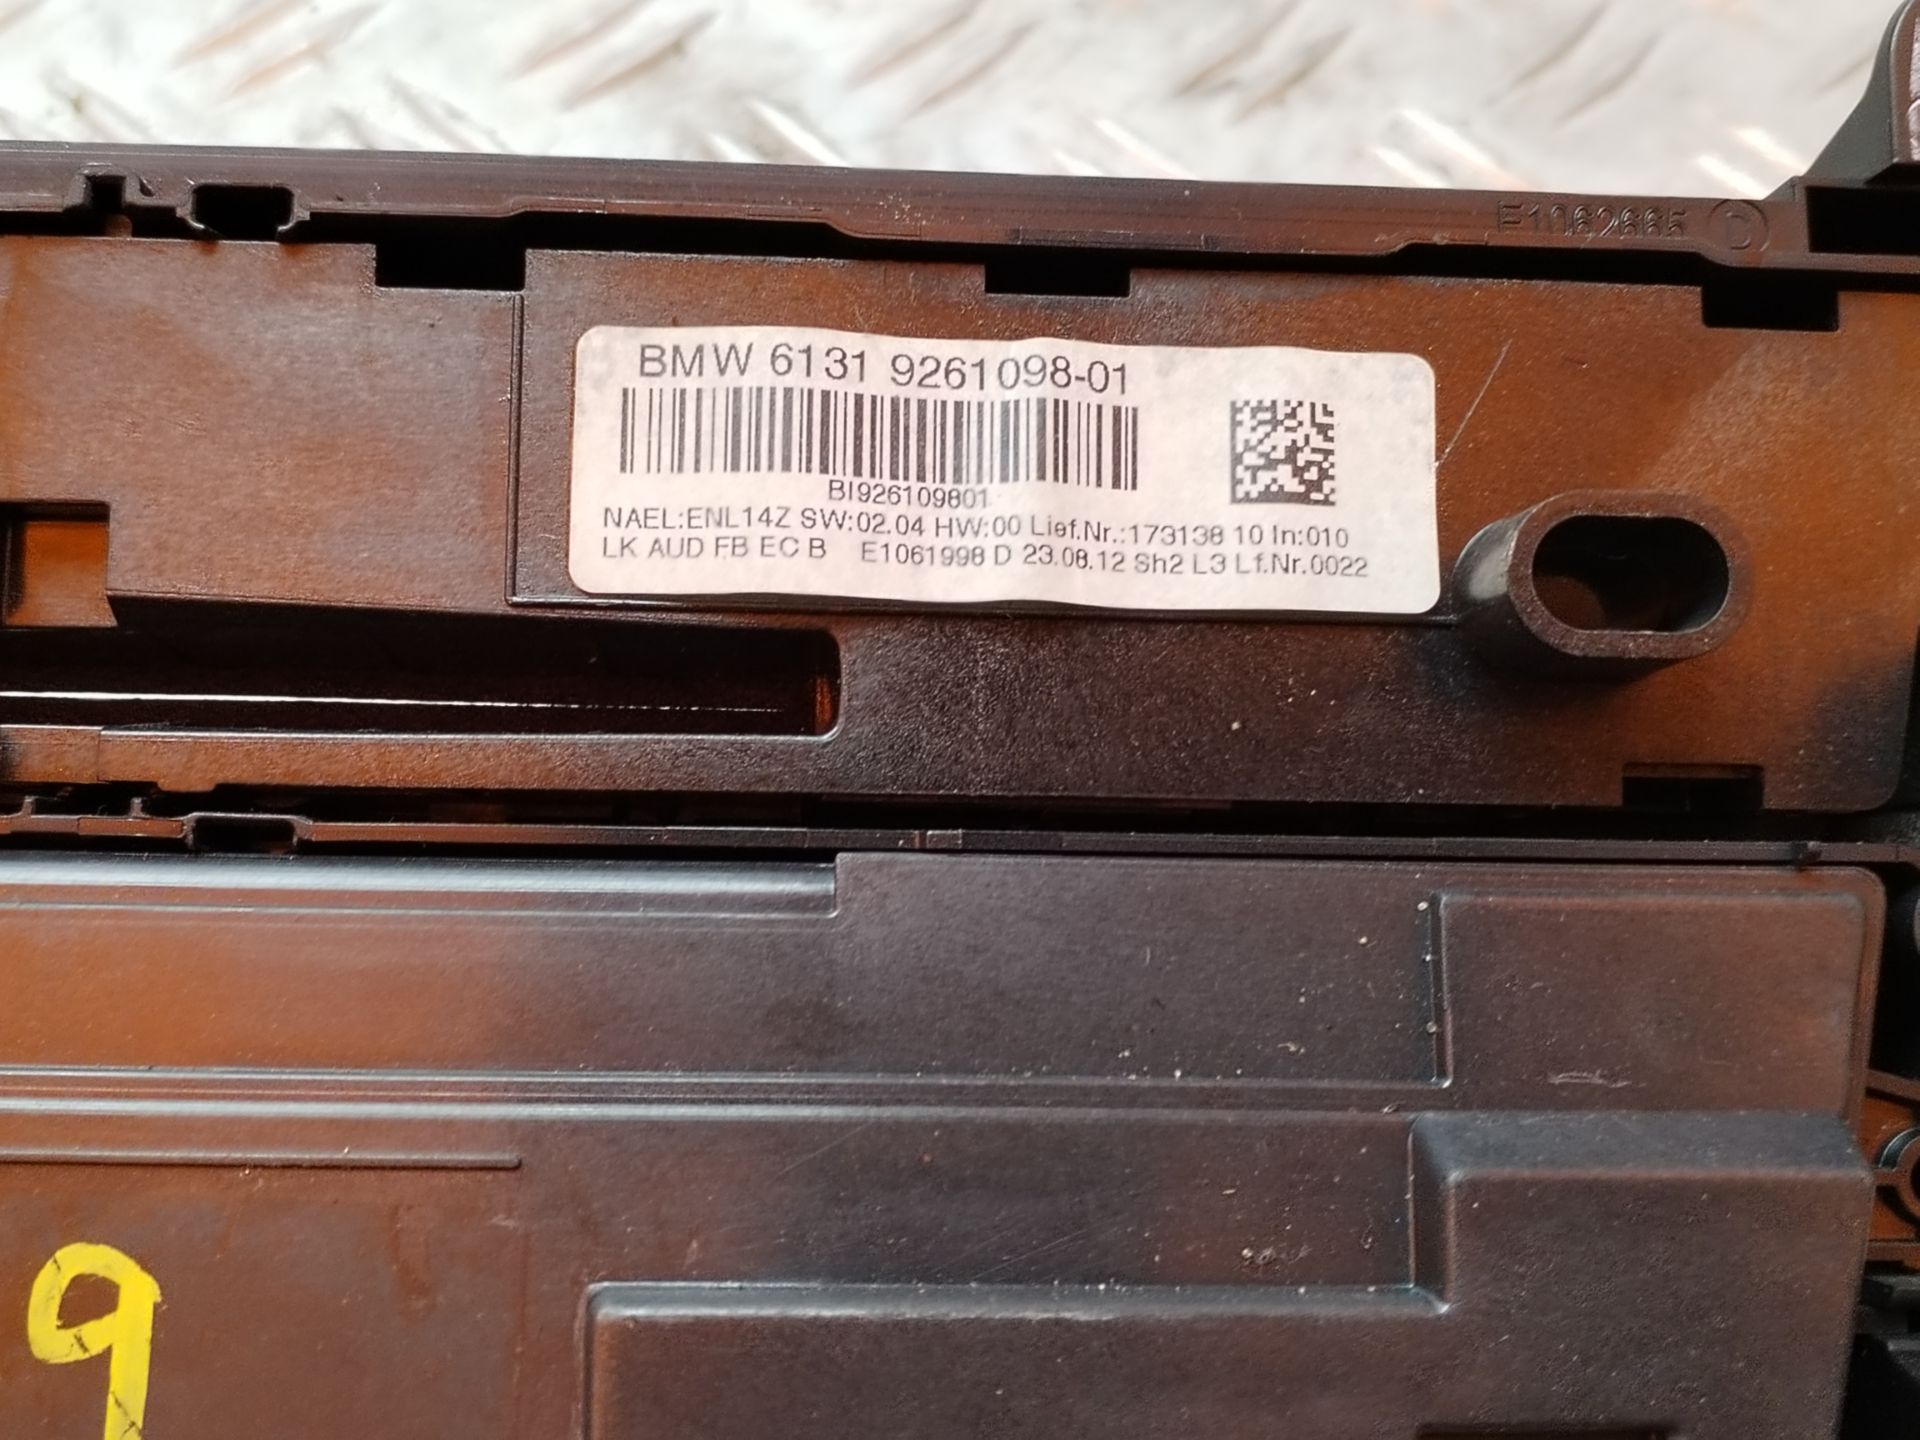 E1062665 D
BMW 6131 9261098-01
BI926109801
NAEL:ENL14Z SW:02.04 HW:00 Lief.Nr.:173138 10 In:010
LK AUD FB EC B E1061998 D 23.08.12 Sh2 L3 Lf.Nr.0022
9